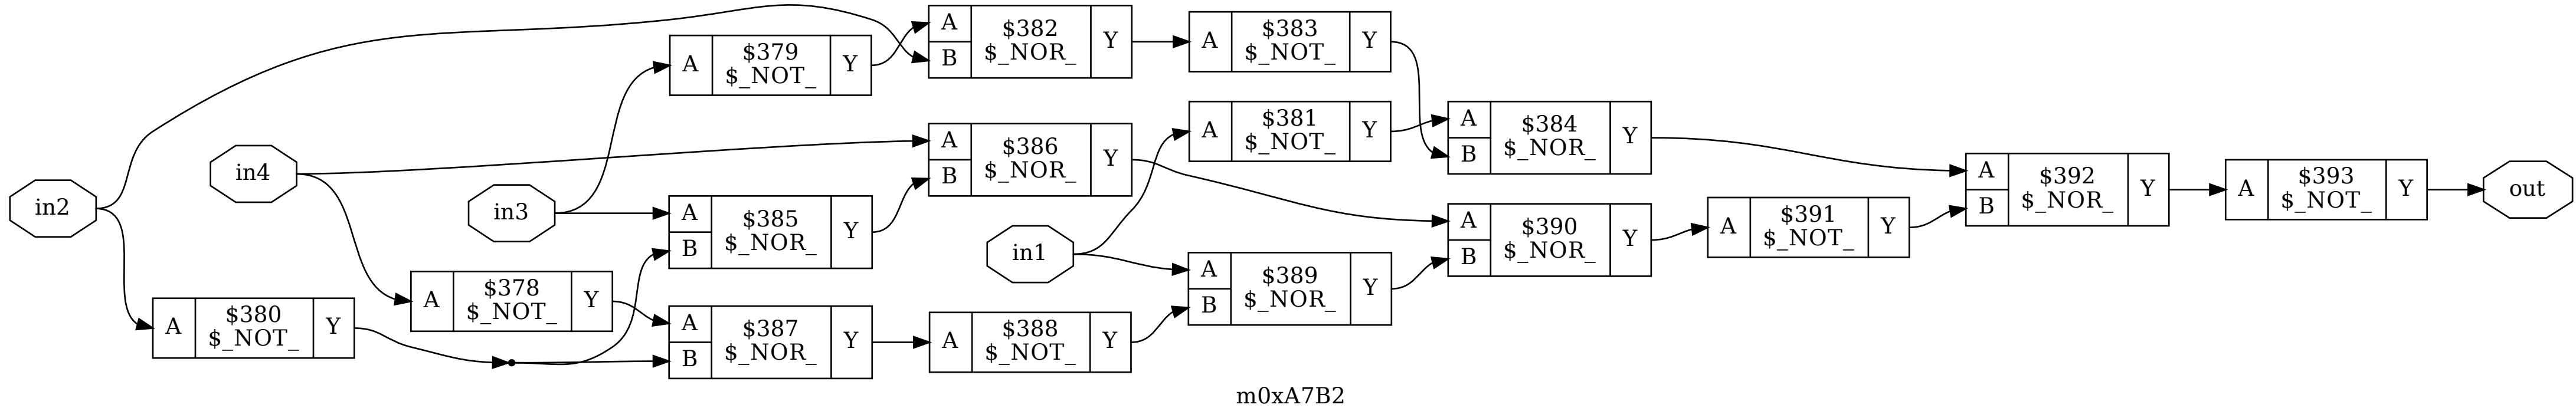 A
B
$382
$_NOR_
Y
A
$383
$_NOT_
Y
A
$379
$_NOT_
Y
A
$381
$_NOT_
Y
A
B
$384
$_NOR_
Y
A
B
$386
$_NOR_
Y
in4
in2
in3
A
B
$385
$_NOR_
Y
in1
A
B
$392
$_NOR_
Y
A
$393
$_NOT_
Y
out
A
B
$390
$_NOR_
Y
A
$391
$_NOT_
Y
A
B
$389
$_NOR_
Y
A
$378
$_NOT_
Y
A
$380
$_NOT_
Y
A
B
$387
$_NOR_
Y
A
$388
$_NOT_
Y
m0xA7B2